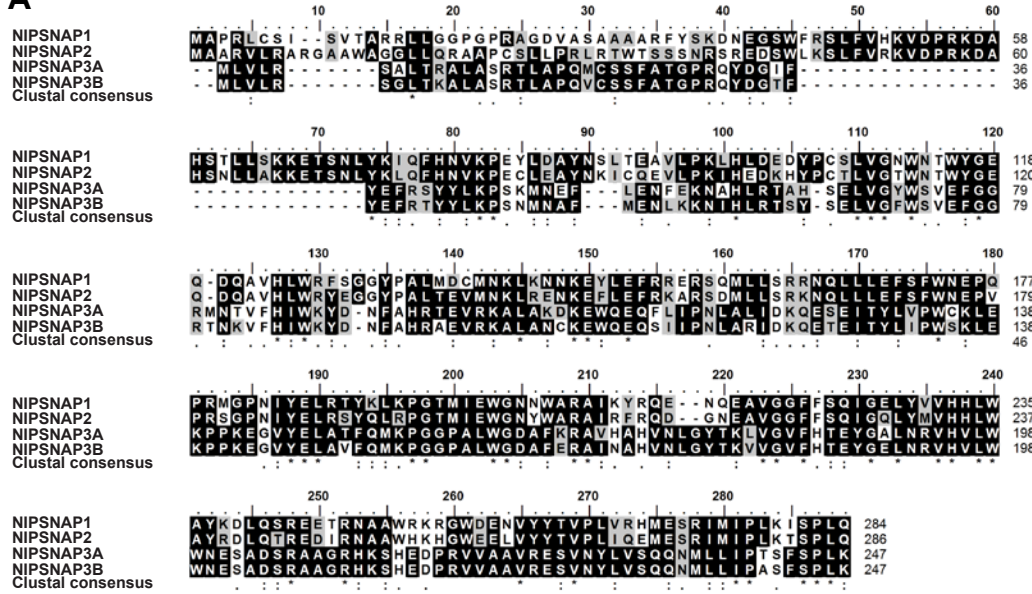 A
10 20 30 40 50 60
NIPSNAP1 MAPRLCSI--SVTARRLLGGPGPRAGDVASAAAARFYSKDNEGSWFRSLFVHKVDPRKDA 58
NIPSNAP2 MAARVLRARGAAWAGGLLQRAAPCSLLPRLRTWTSSSNRSREDSWLKSLFVRKVDPRKDA 60
NIPSNAP3A --MLVLR-------SALTRALASRTLAPQMCSSFATGPRQYDGIF--------------- 36
NIPSNAP3B --MLVLR-------SGLTKALASRTLAPQVCSSFATGPRQYDGTF--------------- 36
Clustal consensus
70 80 90 100 110 120
NIPSNAP1 HSTLLSKKETSNLYKIQFHNVKPEYLDAYNSLTEAVLPKLHLDEDYPCSLVGNWNTWYGE 118
NIPSNAP2 HSNLLAKKETSNLYKLQFHNVKPECLEAYNKICQEVLPKIHEDKHYPCTLVGTWNTWYGE 120
NIPSNAP3A -------------YEFRSYYLKPSKMNEF---LENFEKNAHLRTAH-SELVGYWSVEFGG 79
NIPSNAP3B -------------YEFRTYYLKPSNMNAF---MENLKKNIHLRTSY-SELVGFWSVEFGG 79
Clustal consensus
130 140 150 160 170 180
NIPSNAP1 Q-DQAVHLWRFSGGYPALMDCMNKLKNNKEYLEFRRERSQMLLSRRNQLLLEFSFWNEPQ 177
NIPSNAP2 Q-DQAVHLWRYEGGYPALTEVMNKLRENKEFLEFRKARSDMLLSRKNQLLLEFSFWNEPV 179
NIPSNAP3A RMNTVFHIWKYD-NFAHRTEVRKALAKDKEWQEQFLIPNLALIDKQESEITYLVPWCKLE 138
NIPSNAP3B RTNKVFHIWKYD-NFAHRAEVRKALANCKEWQEQSIIPNLARIDKQETEITYLIPWSKLE 138
Clustal consensus 46
190 200 210 220 230 240
NIPSNAP1 PRMGPNIYELRTYKLKPGTMIEWGNNWARAIKYRQE--NQEAVGGFFSQIGELYVVHHLW 235
NIPSNAP2 PRSGPNIYELRSYQLRPGTMIEWGNYWARAIRFRQD--GNEAVGGFFSQIGQLYMVHHLW 237
NIPSNAP3A KPPKEGVYELATFQMKPGGPALWGDAFKRAVHAHVNLGYTKLVGVFHTEYGALNRVHVLW 198
NIPSNAP3B KPPKEGVYELAVFQMKPGGPALWGDAFERAINAHVNLGYTKVVGVFHTEYGELNRVHVLW 198
Clustal consensus
250 260 270 280
NIPSNAP1 AYKDLQSREETRNAAWRKRGWDENVYYTVPLVRHMESRIMIPLKISPLQ 284
NIPSNAP2 AYRDLQTREDIRNAAWHKHGWEELVYYTVPLIQEMESRIMIPLKTSPLQ 286
NIPSNAP3A WNESADSRAAGRHKSHEDPRVVAAVRESVNYLVSQQNMLLIPTSFSPLK 247
NIPSNAP3B WNESADSRAAGRHKSHEDPRVVAAVRESVNYLVSQQNMLLIPASFSPLK 247
Clustal consensus